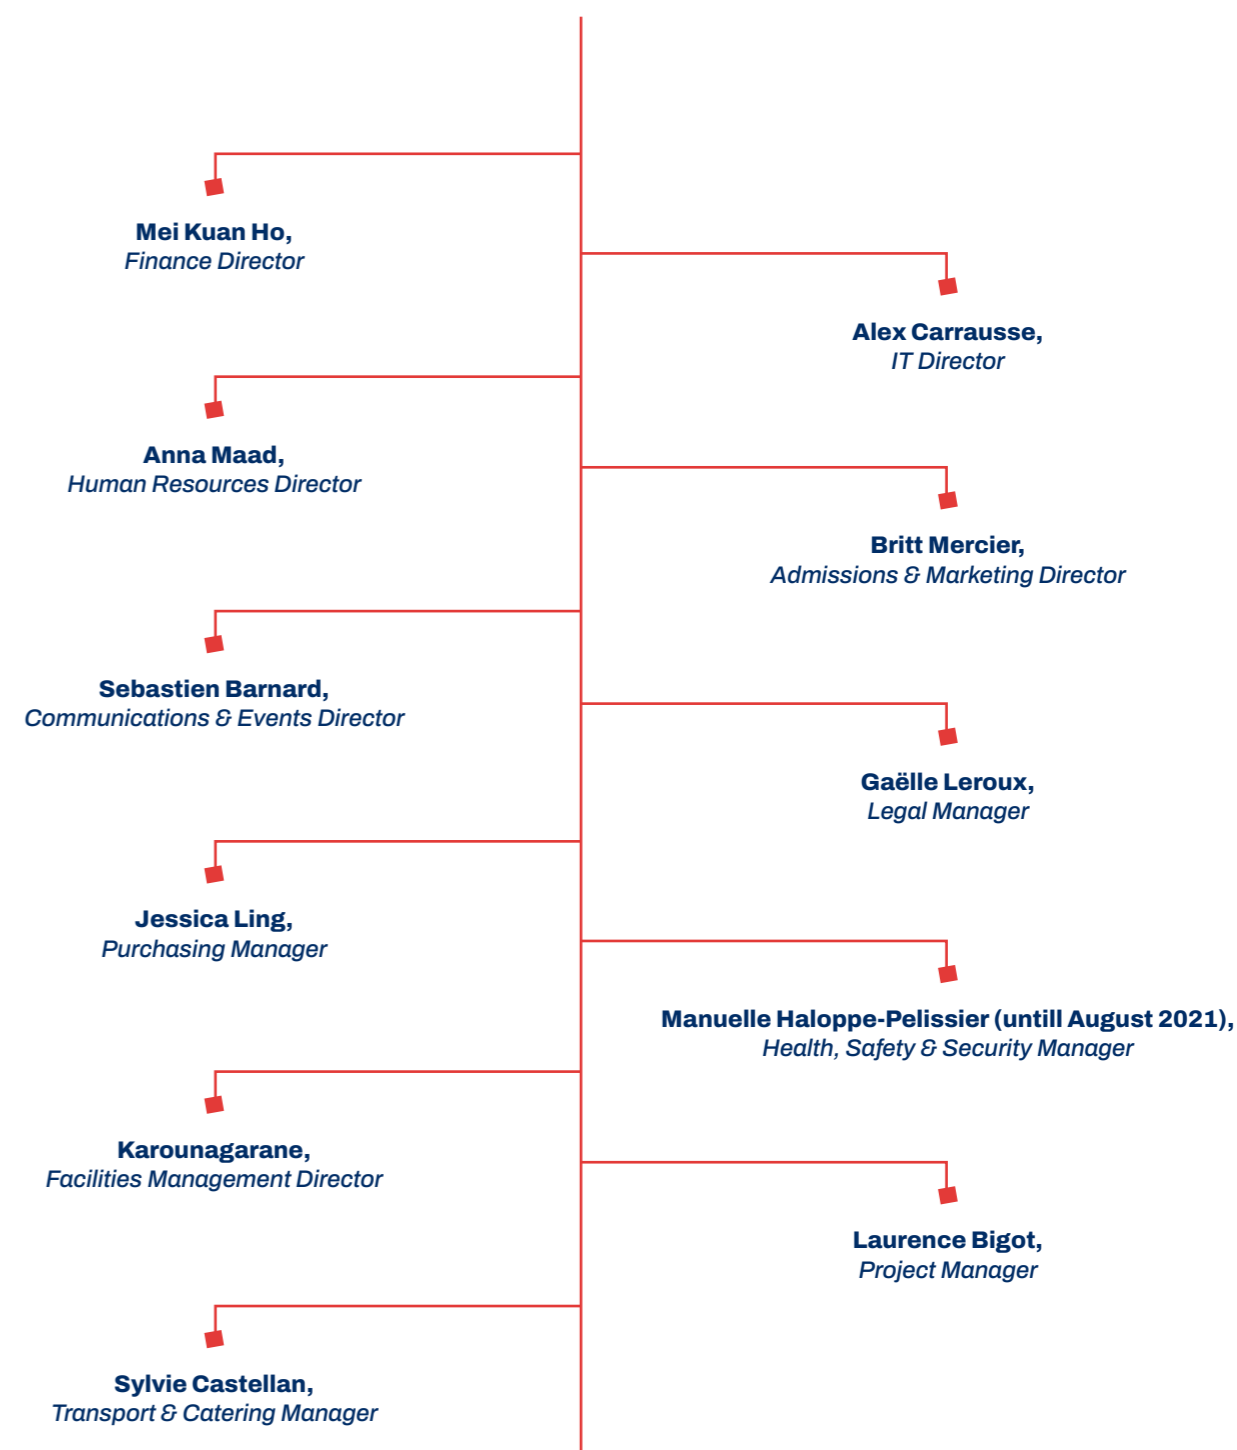 Mei Kuan Ho,
Finance Director
Alex Carrausse,
IT Director
Anna Maad,
Human Resources Director
Britt Mercier,
Admissions & Marketing Director
Sebastien Barnard,
Communications & Events Director
Gaëlle Leroux,
Legal Manager
Jessica Ling,
Purchasing Manager
Manuelle Haloppe-Pelissier (untill August 2021),
Health, Safety & Security Manager
Karounagarane,
Facilities Management Director
Laurence Bigot,
Project Manager
Sylvie Castellan,
Transport & Catering Manager